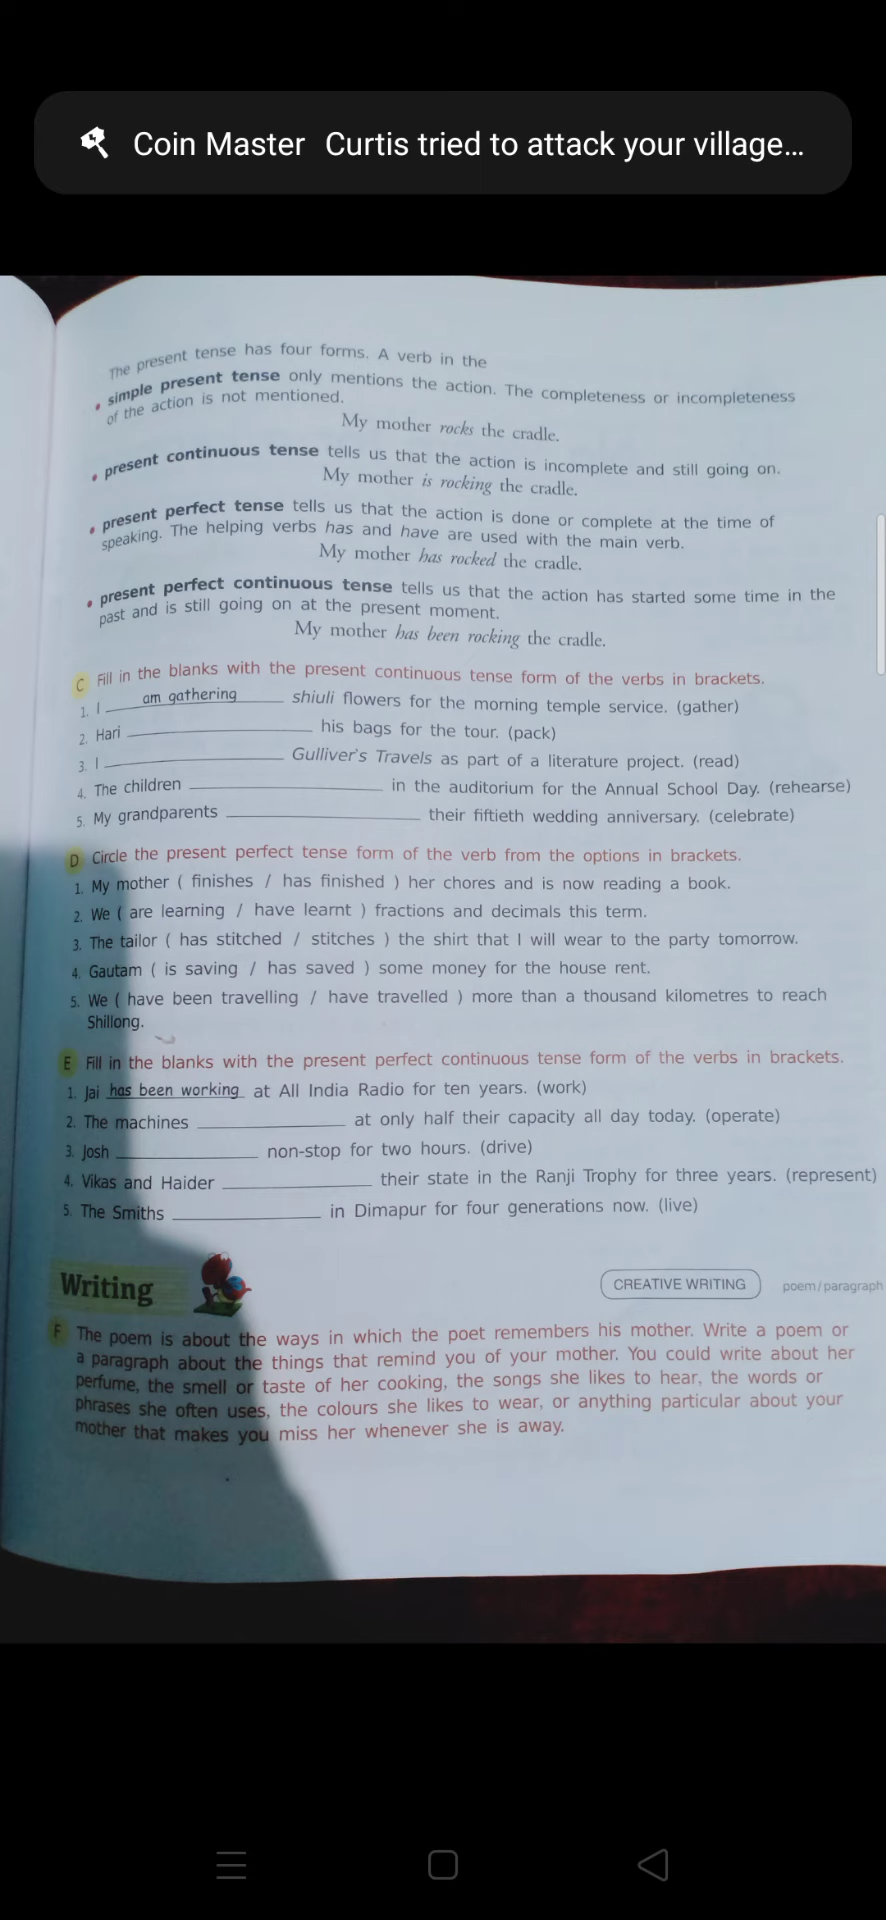 Coin Master Curtis tried to attack your village...
The present tense has four forms. A verb in the
• simple present tense only mentions the action. The completeness or incompleteness
of the action is not mentioned.
My mother rocks the cradle.
• present continuous tense tells us that the action is incomplete and still going on.
My mother is rocking the cradle.
• present perfect tense tells us that the action is done or complete at the time of
speaking. The helping verbs has and have are used with the main verb.
My mother has rocked the cradle.
• present perfect continuous tense tells us that the action has started some time in the
past and is still going on at the present moment.
My mother has been rocking the cradle.
C Fill in the blanks with the present continuous tense form of the verbs in brackets.
1. I am gathering shiuli flowers for the morning temple service. (gather)
2. Hari ____________ his bags for the tour. (pack)
3. I ____________ Gulliver's Travels as part of a literature project. (read)
4. The children ____________ in the auditorium for the Annual School Day. (rehearse)
5. My grandparents ____________ their fiftieth wedding anniversary. (celebrate)
D Circle the present perfect tense form of the verb from the options in brackets.
1. My mother ( finishes / has finished ) her chores and is now reading a book.
2. We ( are learning / have learnt ) fractions and decimals this term.
3. The tailor ( has stitched / stitches ) the shirt that I will wear to the party tomorrow.
4. Gautam ( is saving / has saved ) some money for the house rent.
5. We ( have been travelling / have travelled ) more than a thousand kilometres to reach
Shillong.
E Fill in the blanks with the present perfect continuous tense form of the verbs in brackets.
1. Jai has been working at All India Radio for ten years. (work)
2. The machines ____________ at only half their capacity all day today. (operate)
3. Josh ____________ non-stop for two hours. (drive)
4. Vikas and Haider ____________ their state in the Ranji Trophy for three years. (represent)
5. The Smiths ____________ in Dimapur for four generations now. (live)
Writing CREATIVE WRITING poem/paragraph
F The poem is about the ways in which the poet remembers his mother. Write a poem or
a paragraph about the things that remind you of your mother. You could write about her
perfume, the smell or taste of her cooking, the songs she likes to hear, the words or
phrases she often uses, the colours she likes to wear, or anything particular about your
mother that makes you miss her whenever she is away.